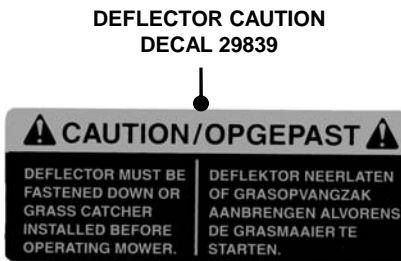 DEFLECTOR CAUTION
DECAL 29839
CAUTION/OPGEPAST
DEFLECTOR MUST BE
FASTENED DOWN OR
GRASS CATCHER
INSTALLED BEFORE
OPERATING MOWER.
DEFLEKTOR NEERLATEN
OF GRASOPVANGZAK
AANBRENGEN ALVORENS
DE GRASMAAIER TE
STARTEN.